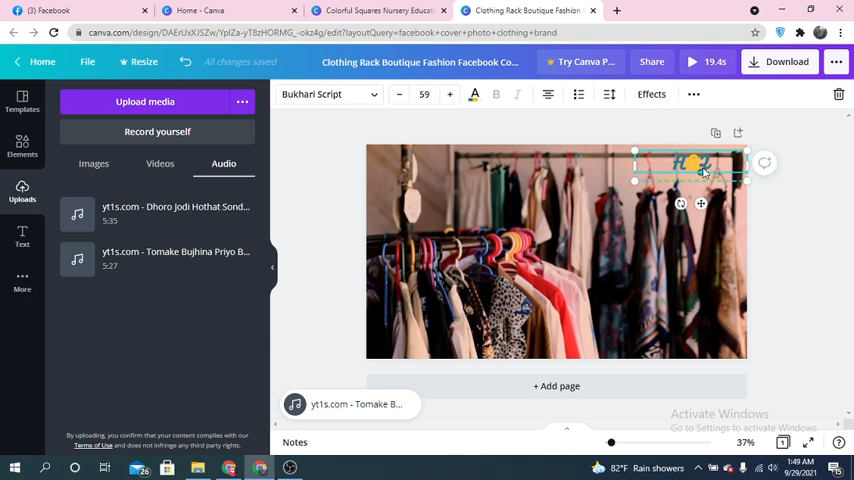 (3) Facebook
Home - Canva
Colorful Squares Nursery Educati
Clothing Rack Boutique Fashion F
canva.com/design/DAErUxXJSZw/YplZa-yT8zHORMG_-okz4g/edit?layoutQuery=facebook+cover+photo+clothing+brand
Home
File
Resize
All changes saved
Clothing Rack Boutique Fashion Facebook Co...
Try Canva P...
Share
19.4s
Download
Templates
Elements
Uploads
Text
More
Upload media
Record yourself
Images
Videos
Audio
yt1s.com - Dhoro Jodi Hothat Sond...
5:35
yt1s.com - Tomake Bujhina Priyo B...
5:27
By uploading, you confirm that your content complies with our
Terms of Use and does not infringe any third party rights.
Bukhari Script
59
B
I
Effects
+ Add page
yt1s.com - Tomake B...
Activate Windows
Go to Settings to activate Windows.
Notes
37%
1
26
82°F Rain showers
1:49 AM
9/29/2021
15